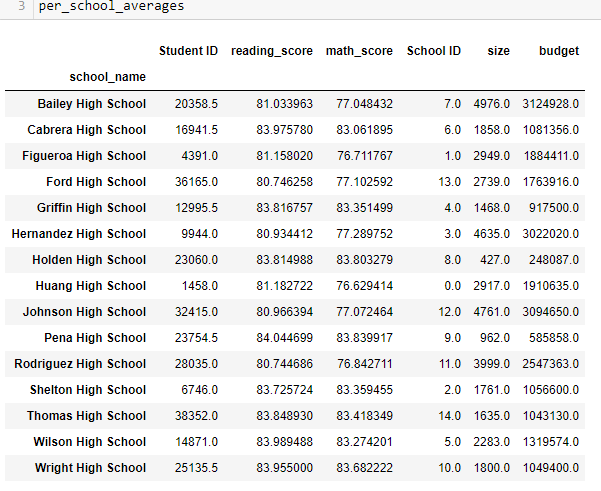 3 per_school_averages
Student ID reading_score math_score School ID size budget
school_name
Bailey High School 20358.5 81.033963 77.048432 7.0 4976.0 3124928.0
Cabrera High School 16941.5 83.975780 83.061895 6.0 1858.0 1081356.0
Figueroa High School 4391.0 81.158020 76.711767 1.0 2949.0 1884411.0
Ford High School 36165.0 80.746258 77.102592 13.0 2739.0 1763916.0
Griffin High School 12995.5 83.816757 83.351499 4.0 1468.0 917500.0
Hernandez High School 9944.0 80.934412 77.289752 3.0 4635.0 3022020.0
Holden High School 23060.0 83.814988 83.803279 8.0 427.0 248087.0
Huang High School 1458.0 81.182722 76.629414 0.0 2917.0 1910635.0
Johnson High School 32415.0 80.966394 77.072464 12.0 4761.0 3094650.0
Pena High School 23754.5 84.044699 83.839917 9.0 962.0 585858.0
Rodriguez High School 28035.0 80.744686 76.842711 11.0 3999.0 2547363.0
Shelton High School 6746.0 83.725724 83.359455 2.0 1761.0 1056600.0
Thomas High School 38352.0 83.848930 83.418349 14.0 1635.0 1043130.0
Wilson High School 14871.0 83.989488 83.274201 5.0 2283.0 1319574.0
Wright High School 25135.5 83.955000 83.682222 10.0 1800.0 1049400.0